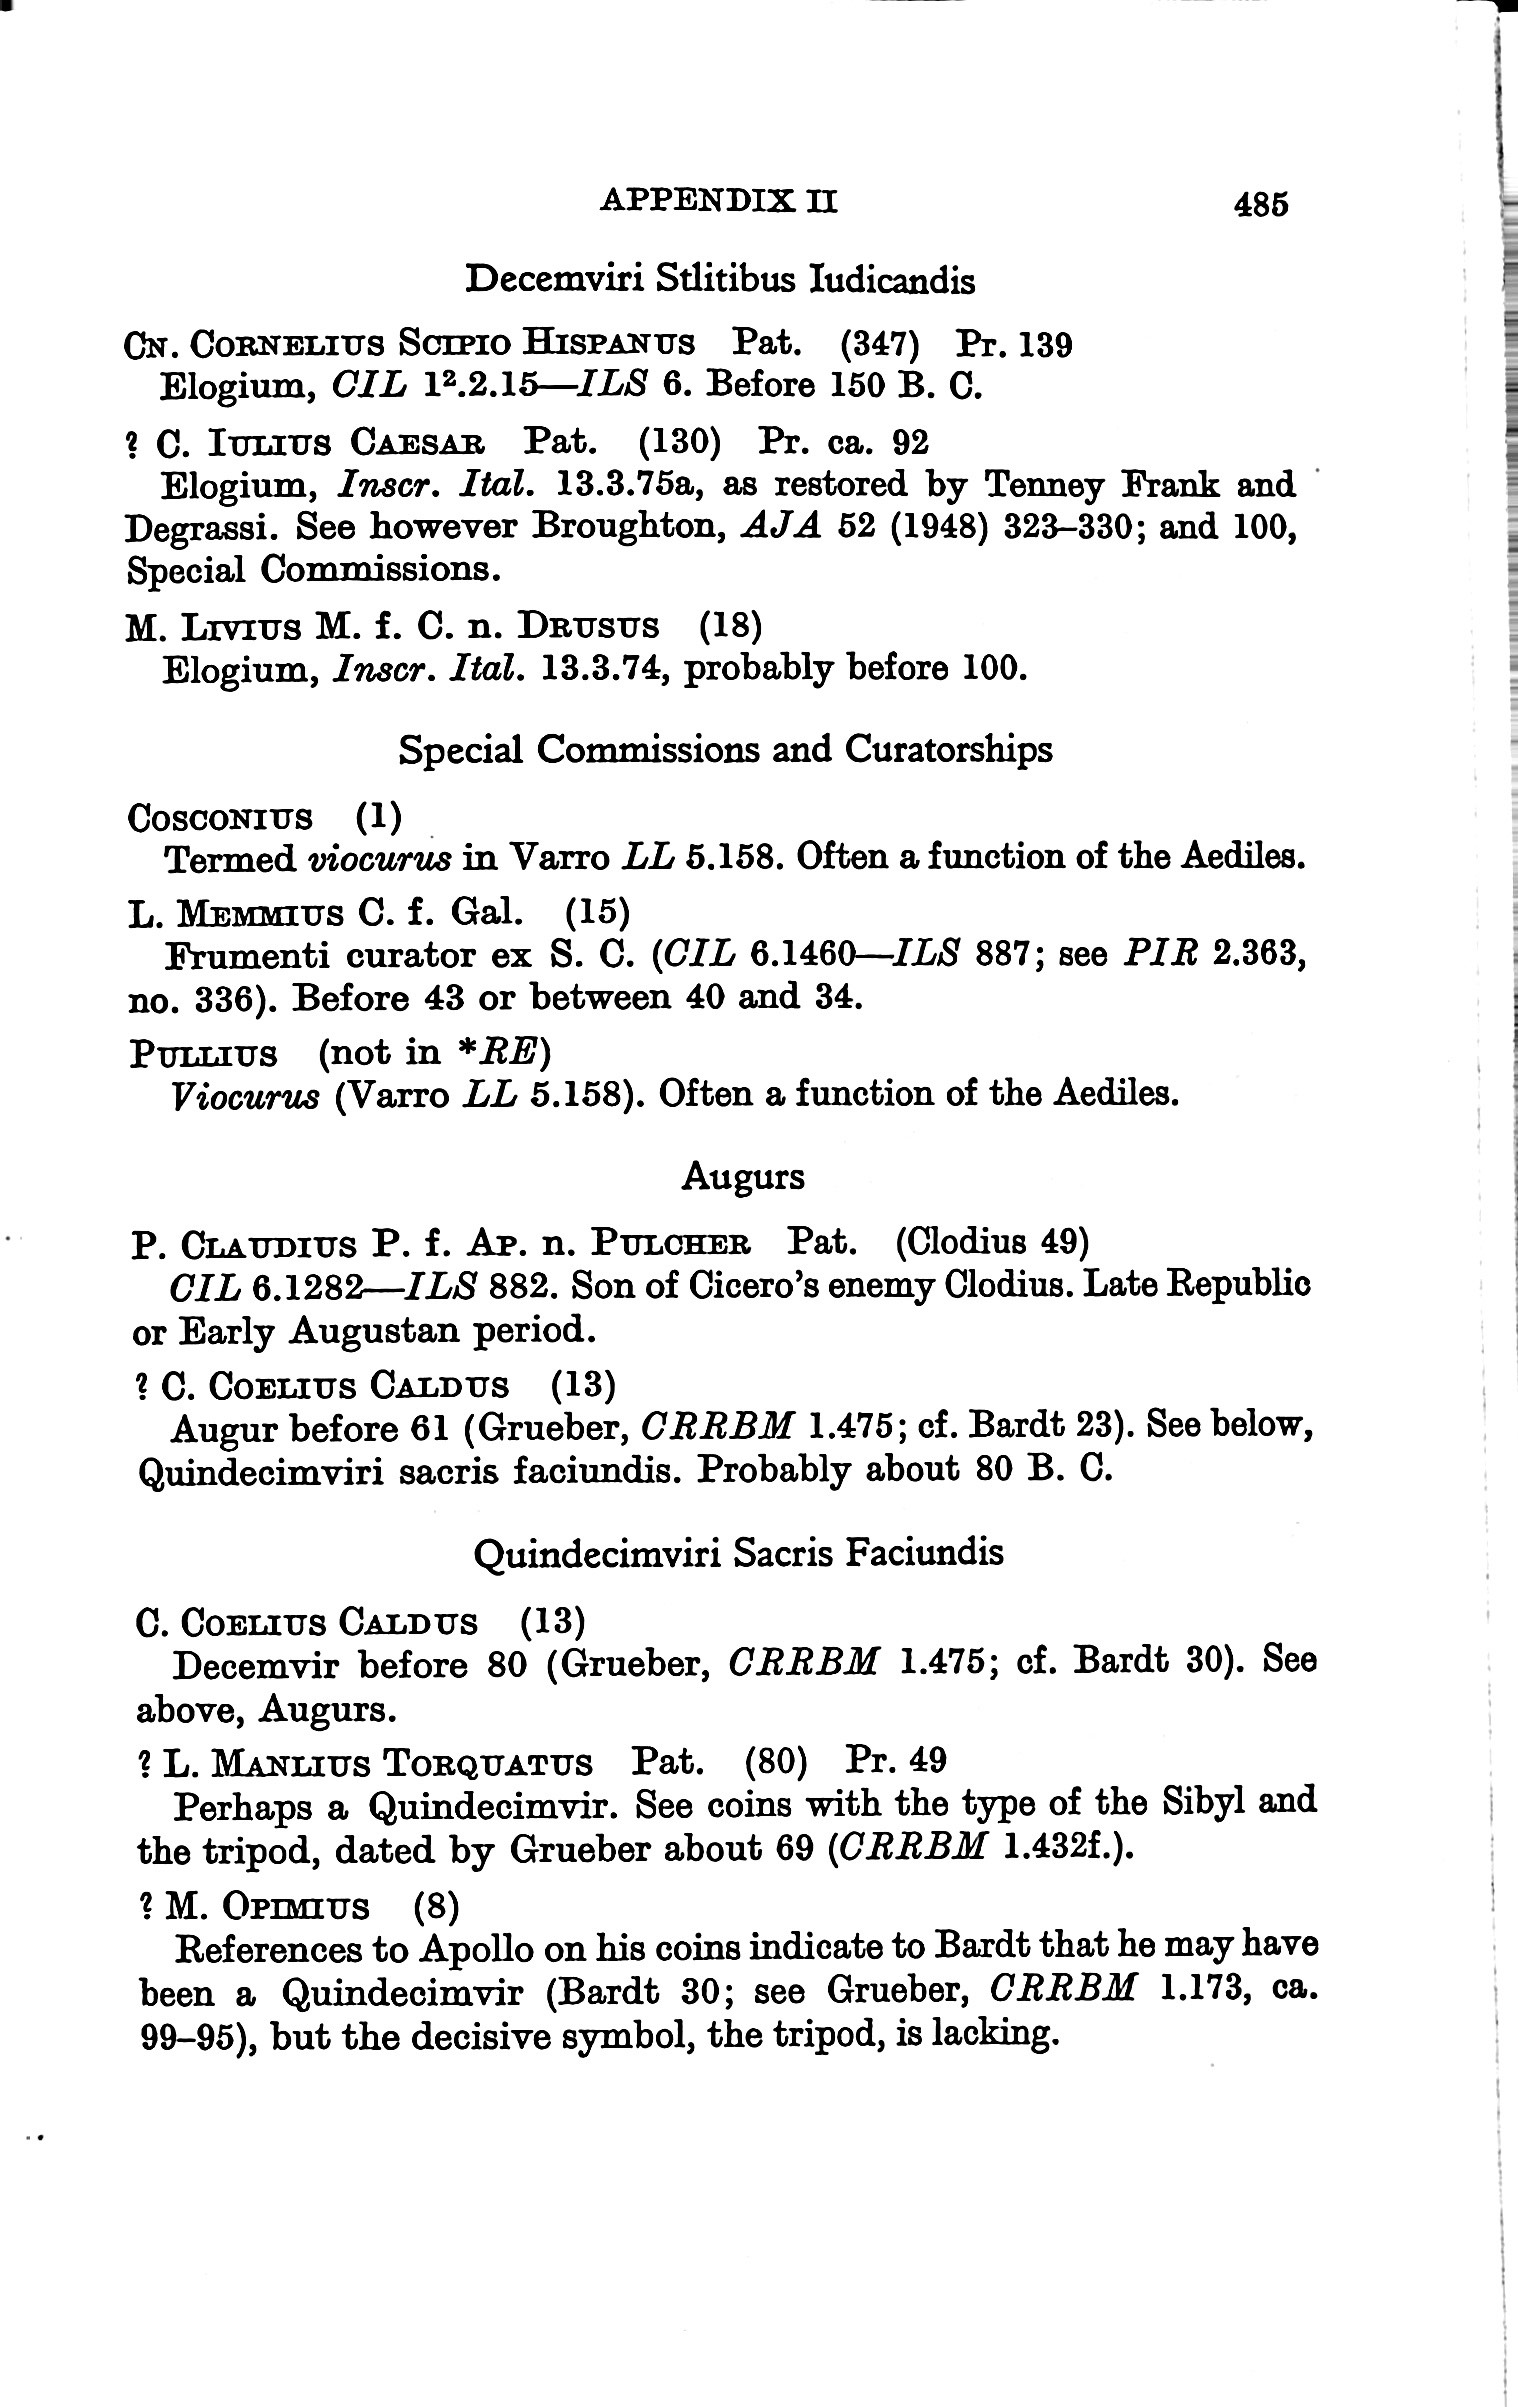 APPENDIX II 485
Decemviri Stlitibus Iudicandis
Cn. Cornelius Scipio Hispanus Pat. (347) Pr. 139
Elogium, CIL 1².2.15—ILS 6. Before 150 B. C.
? C. Iulius Caesar Pat. (130) Pr. ca. 92
Elogium, Inscr. Ital. 13.3.75a, as restored by Tenney Frank and
Degrassi. See however Broughton, AJA 52 (1948) 323–330; and 100,
Special Commissions.
M. Livius M. f. C. n. Drusus (18)
Elogium, Inscr. Ital. 13.3.74, probably before 100.
Special Commissions and Curatorships
Cosconius (1)
Termed viocurus in Varro LL 5.158. Often a function of the Aediles.
L. Memmius C. f. Gal. (15)
Frumenti curator ex S. C. (CIL 6.1460—ILS 887; see PIR 2.363,
no. 336). Before 43 or between 40 and 34.
Pullius (not in *RE)
Viocurus (Varro LL 5.158). Often a function of the Aediles.
Augurs
P. Claudius P. f. Ap. n. Pulcher Pat. (Clodius 49)
CIL 6.1282—ILS 882. Son of Cicero's enemy Clodius. Late Republic
or Early Augustan period.
? C. Coelius Caldus (13)
Augur before 61 (Grueber, CRRBM 1.475; cf. Bardt 23). See below,
Quindecimviri sacris faciundis. Probably about 80 B. C.
Quindecimviri Sacris Faciundis
C. Coelius Caldus (13)
Decemvir before 80 (Grueber, CRRBM 1.475; cf. Bardt 30). See
above, Augurs.
? L. Manlius Torquatus Pat. (80) Pr. 49
Perhaps a Quindecimvir. See coins with the type of the Sibyl and
the tripod, dated by Grueber about 69 (CRRBM 1.432f.).
? M. Opimius (8)
References to Apollo on his coins indicate to Bardt that he may have
been a Quindecimvir (Bardt 30; see Grueber, CRRBM 1.173, ca.
99–95), but the decisive symbol, the tripod, is lacking.